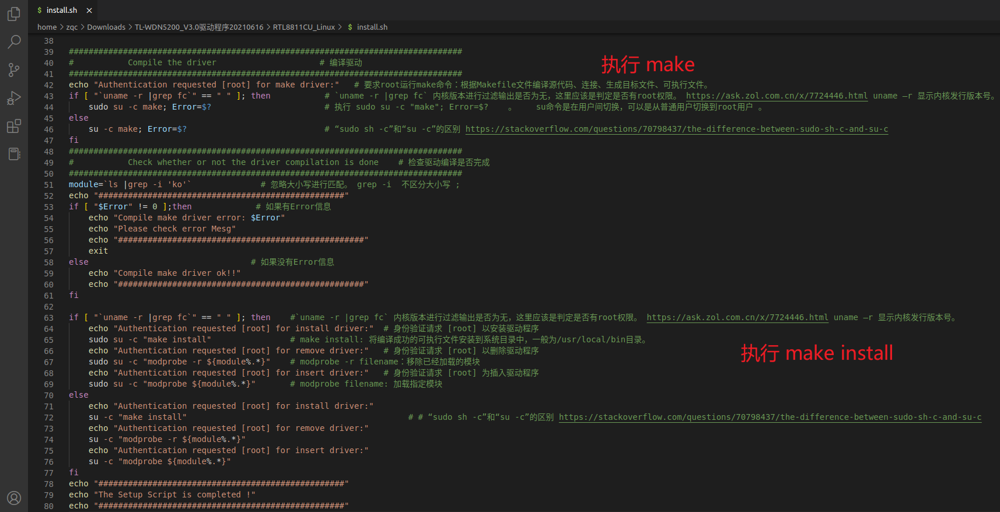 $ install.sh ×
home > zqc > Downloads > TL-WDN5200_V3.0驱动程序20210616 > RTL8811CU_Linux > $ install.sh
38
39 ################################################################################
40 #           Compile the driver                     # 编译驱动
执行 make
41 ################################################################################
42 echo "Authentication requested [root] for make driver:"   # 要求root运行make命令：根据Makefile文件编译源代码、连接、生成目标文件、可执行文件。
43 if [ "`uname -r |grep fc`" == " " ]; then           # `uname -r |grep fc` 内核版本进行过滤输出是否为无，这里应该是判定是否有root权限。 https://ask.zol.com.cn/x/7724446.html uname –r 显示内核发行版本号。
44     sudo su -c make; Error=$?                       # 执行 sudo su -c "make"; Error=$?    。    su命令是在用户间切换，可以是从普通用户切换到root用户 。
45 else
46     su -c make; Error=$?                            # “sudo sh -c”和“su -c”的区别 https://stackoverflow.com/questions/70798437/the-difference-between-sudo-sh-c-and-su-c
47 fi
48 ################################################################################
49 #           Check whether or not the driver compilation is done    # 检查驱动编译是否完成
50 ################################################################################
51 module=`ls |grep -i 'ko'`              # 忽略大小写进行匹配。 grep -i  不区分大小写 ;
52 echo "##################################################"
53 if [ "$Error" != 0 ];then             # 如果有Error信息
54     echo "Compile make driver error: $Error"
55     echo "Please check error Mesg"
56     echo "##################################################"
57     exit
58 else                                 # 如果没有Error信息
59     echo "Compile make driver ok!!"
60     echo "##################################################"
61 fi
62
63 if [ "`uname -r |grep fc`" == " " ]; then    #`uname -r |grep fc` 内核版本进行过滤输出是否为无，这里应该是判定是否有root权限。 https://ask.zol.com.cn/x/7724446.html uname –r 显示内核发行版本号。
64     echo "Authentication requested [root] for install driver:"  # 身份验证请求 [root] 以安装驱动程序
65     sudo su -c "make install"                # make install: 将编译成功的可执行文件安装到系统目录中，一般为/usr/local/bin目录。
66     echo "Authentication requested [root] for remove driver:"   # 身份验证请求 [root] 以删除驱动程序
执行 make install
67     sudo su -c "modprobe -r ${module%.*}"    # modprobe -r filename：移除已经加载的模块
68     echo "Authentication requested [root] for insert driver:"   # 身份验证请求 [root] 为插入驱动程序
69     sudo su -c "modprobe ${module%.*}"       # modprobe filename: 加载指定模块
70 else
71     echo "Authentication requested [root] for install driver:"
72     su -c "make install"                                             # # “sudo sh -c”和“su -c”的区别 https://stackoverflow.com/questions/70798437/the-difference-between-sudo-sh-c-and-su-c
73     echo "Authentication requested [root] for remove driver:"
74     su -c "modprobe -r ${module%.*}"
75     echo "Authentication requested [root] for insert driver:"
76     su -c "modprobe ${module%.*}"
77 fi
78 echo "##################################################"
79 echo "The Setup Script is completed !"
80 echo "##################################################"